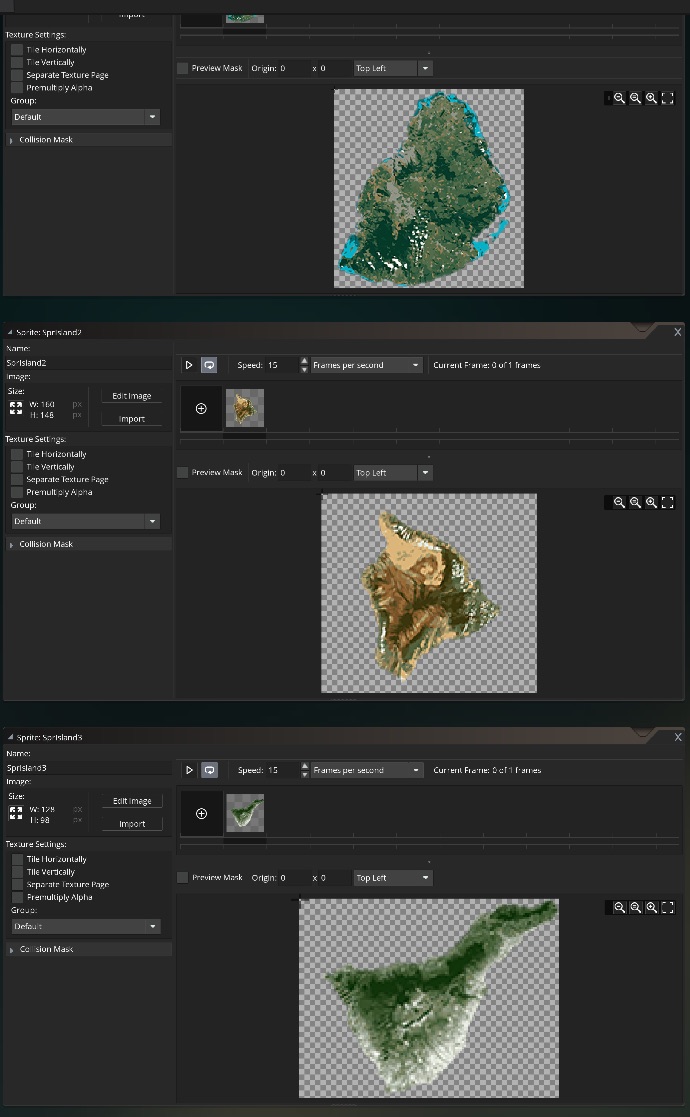 Import
Texture Settings:
Tile Horizontally
Tile Vertically
Separate Texture Page
Premultiply Alpha
Group:
Default
Collision Mask
Preview Mask Origin: 0 x 0 Top Left
Sprite: SprIsland2 X
Name:
SprIsland2
Image:
Size:
W: 160 px
H: 148 px
Edit Image
Import
Speed: 15 Frames per second Current Frame: 0 of 1 frames
Texture Settings:
Tile Horizontally
Tile Vertically
Separate Texture Page
Premultiply Alpha
Group:
Default
Collision Mask
Preview Mask Origin: 0 x 0 Top Left
Sprite: SprIsland3 X
Name:
SprIsland3
Image:
Size:
W: 128 px
H: 98 px
Edit Image
Import
Speed: 15 Frames per second Current Frame: 0 of 1 frames
Texture Settings:
Tile Horizontally
Tile Vertically
Separate Texture Page
Premultiply Alpha
Group:
Default
Collision Mask
Preview Mask Origin: 0 x 0 Top Left